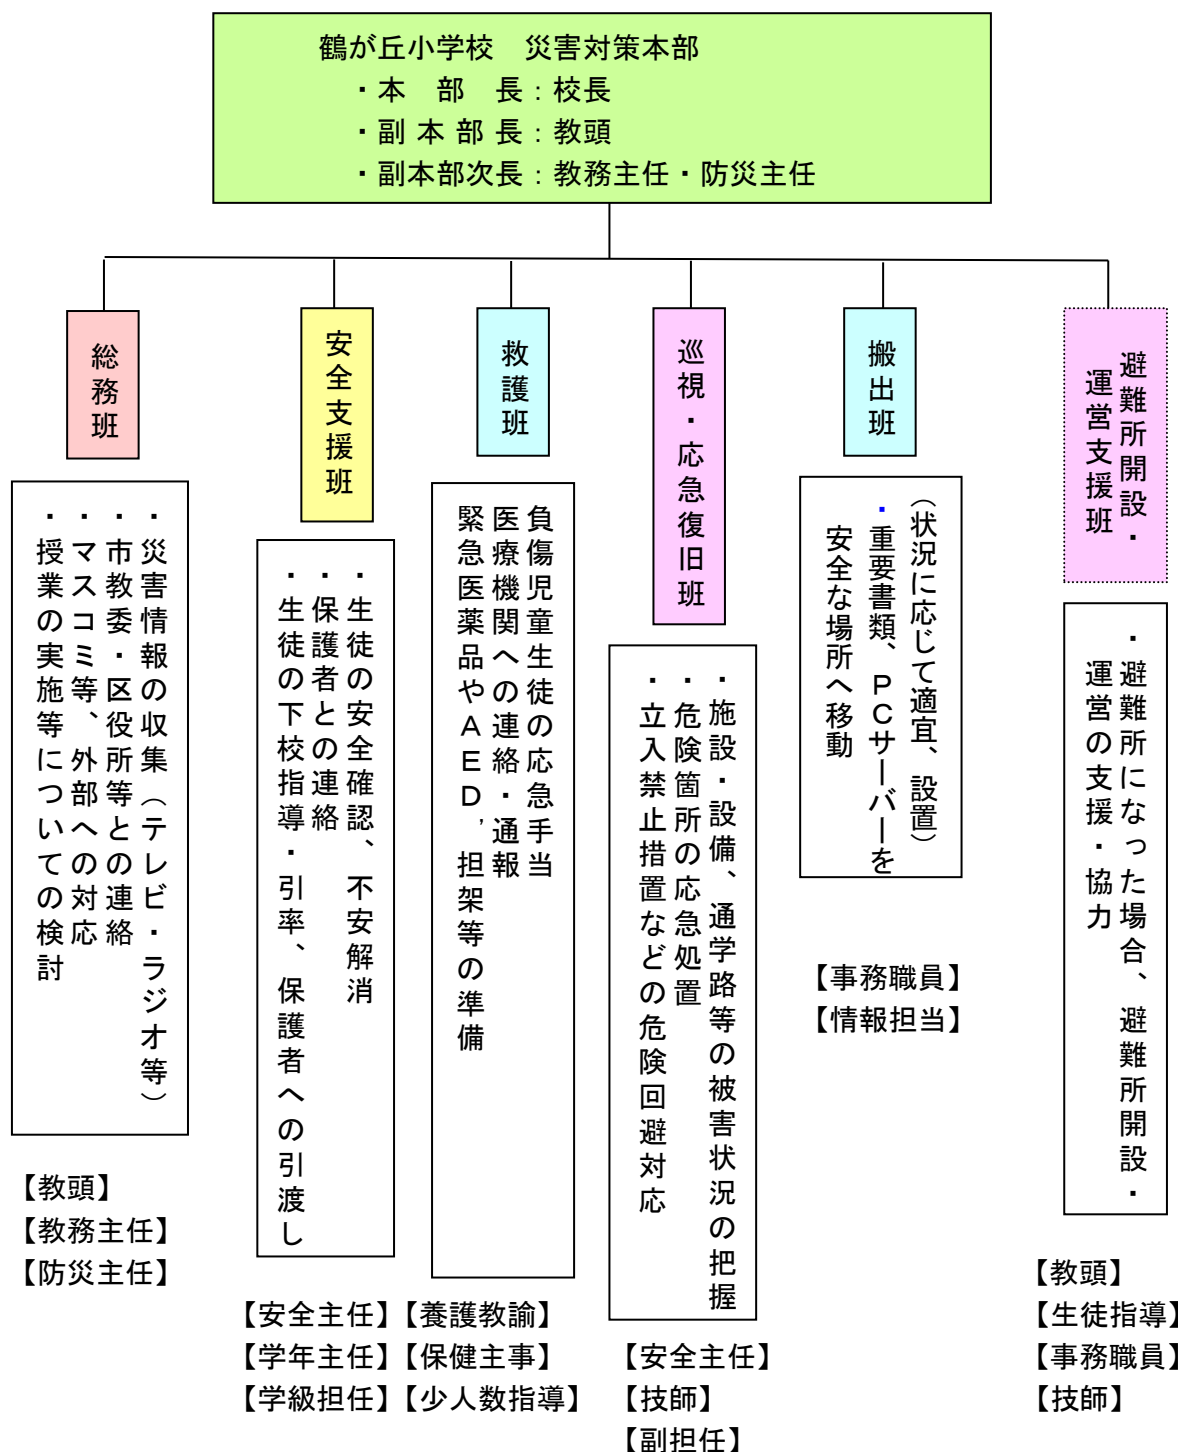 鶴が丘小学校　災害対策本部
・本　部　長：校長
・副 本 部 長：教頭
・副本部次長：教務主任・防災主任
総務班
・災害情報の収集（テレビ・ラジオ等）
・市教委・区役所等との連絡
・マスコミ等、外部への対応
・授業の実施等についての検討
【教頭】
【教務主任】
【防災主任】
安全支援班
・生徒の安全確認、不安解消
・保護者との連絡
・生徒の下校指導・引率、保護者への引渡し
【安全主任】
【学年主任】
【学級担任】
救護班
負傷児童生徒の応急手当
医療機関への連絡・通報
緊急医薬品やＡＥＤ，担架等の準備
【養護教諭】
【保健主事】
【少人数指導】
巡視・応急復旧班
・施設・設備、通学路等の被害状況の把握
・危険箇所の応急処置
・立入禁止措置などの危険回避対応
【安全主任】
【技師】
【副担任】
搬出班
（状況に応じて適宜、設置）
・重要書類、ＰＣサーバーを
安全な場所へ移動
【事務職員】
【情報担当】
避難所開設・
運営支援班
・避難所になった場合、避難所開設・
運営の支援・協力
【教頭】
【生徒指導】
【事務職員】
【技師】